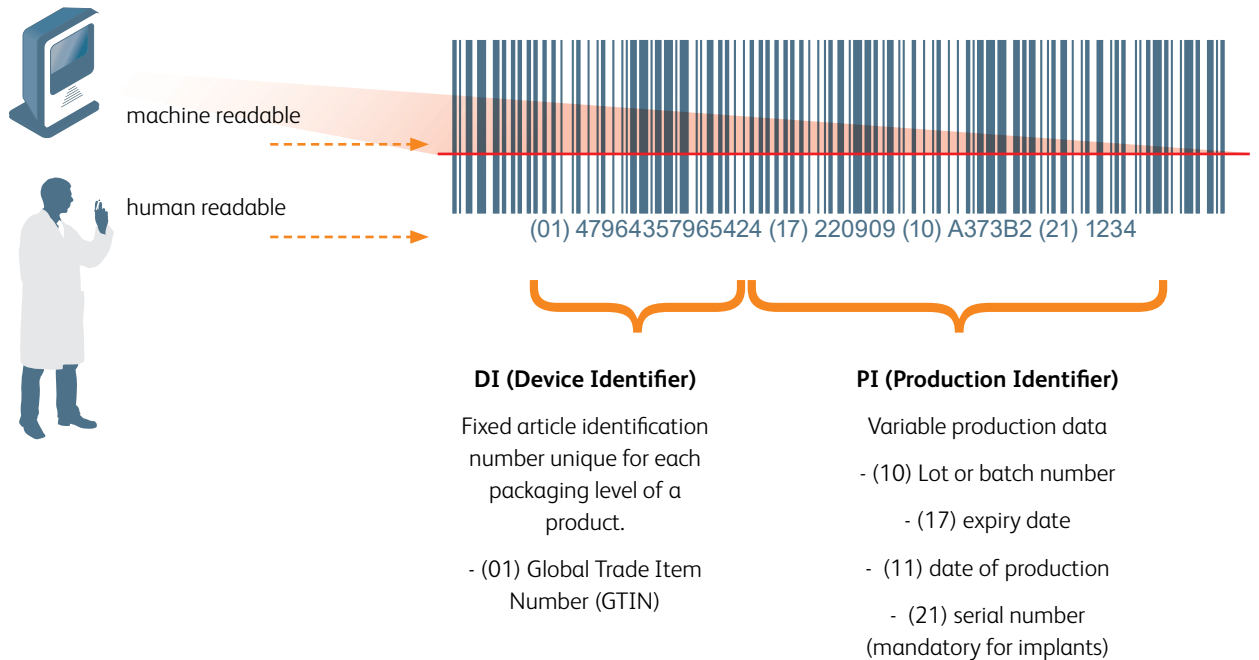 machine readable
human readable
(01) 47964357965424 (17) 220909 (10) A373B2 (21) 1234
DI (Device Identifier)
Fixed article identification
number unique for each
packaging level of a
product.
- (01) Global Trade Item
Number (GTIN)
PI (Production Identifier)
Variable production data
- (10) Lot or batch number
- (17) expiry date
- (11) date of production
- (21) serial number
(mandatory for implants)